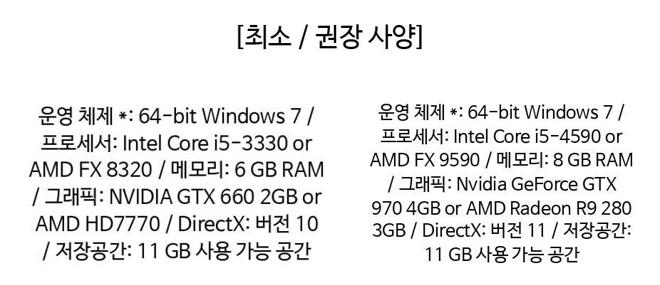 [최소 / 권장 사양]
운영 체제 *: 64-bit Windows 7 /
프로세서: Intel Core i5-3330 or
AMD FX 8320 / 메모리: 6 GB RAM
/ 그래픽: NVIDIA GTX 660 2GB or
AMD HD7770 / DirectX: 버전 10
/ 저장공간: 11 GB 사용 가능 공간
운영 체제 *: 64-bit Windows 7 /
프로세서: Intel Core i5-4590 or
AMD FX 9590 / 메모리: 8 GB RAM
/ 그래픽: Nvidia GeForce GTX
970 4GB or AMD Radeon R9 280
3GB / DirectX: 버전 11 / 저장공간:
11 GB 사용 가능 공간